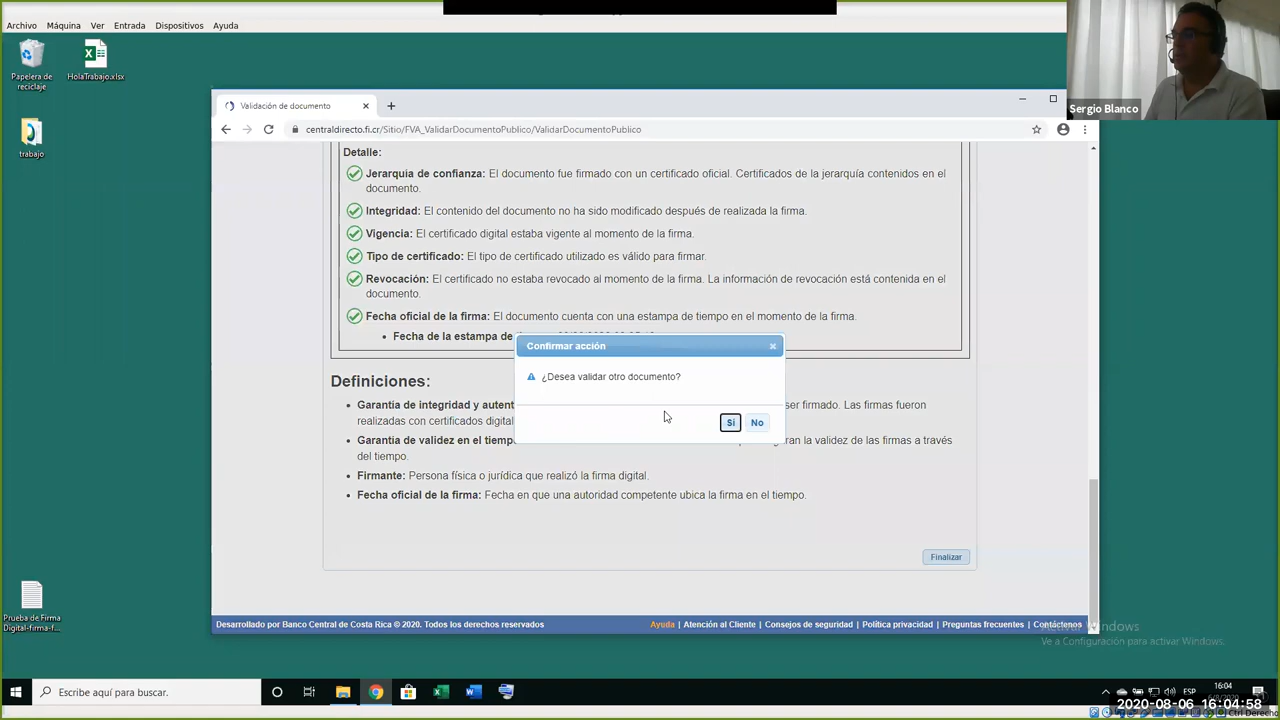 Archivo Máquina Ver Entrada Dispositivos Ayuda
Papelera de
reciclaje
HolaTrabajo.xlsx
trabajo
Prueba de Firma
Digital-firma-f...
Sergio Blanco
Validación de documento
centraldirecto.fi.cr/Sitio/FVA_ValidarDocumentoPublico/ValidarDocumentoPublico
Detalle:
Jerarquía de confianza: El documento fue firmado con un certificado oficial. Certificados de la jerarquía contenidos en el
documento.
Integridad: El contenido del documento no ha sido modificado después de realizada la firma.
Vigencia: El certificado digital estaba vigente al momento de la firma.
Tipo de certificado: El tipo de certificado utilizado es válido para firmar.
Revocación: El certificado no estaba revocado al momento de la firma. La información de revocación está contenida en el
documento.
Fecha oficial de la firma: El documento cuenta con una estampa de tiempo en el momento de la firma.
• Fecha de la estampa de
Confirmar acción
¿Desea validar otro documento?
Sí No
Definiciones:
• Garantía de integridad y autent ser firmado. Las firmas fueron
realizadas con certificados digital
• Garantía de validez en el tiempo la validez de las firmas a través
del tiempo.
• Firmante: Persona física o jurídica que realizó la firma digital.
• Fecha oficial de la firma: Fecha en que una autoridad competente ubica la firma en el tiempo.
Finalizar
Desarrollado por Banco Central de Costa Rica © 2020. Todos los derechos reservados
Ayuda | Atención al Cliente | Consejos de seguridad | Política privacidad | Preguntas frecuentes | Contáctenos
Activar Windows
Ve a Configuración para activar Windows.
Escribe aquí para buscar.
ESP
16:04
6/8/2020
2020-08-06 16:04:58
Ctrl Derecho